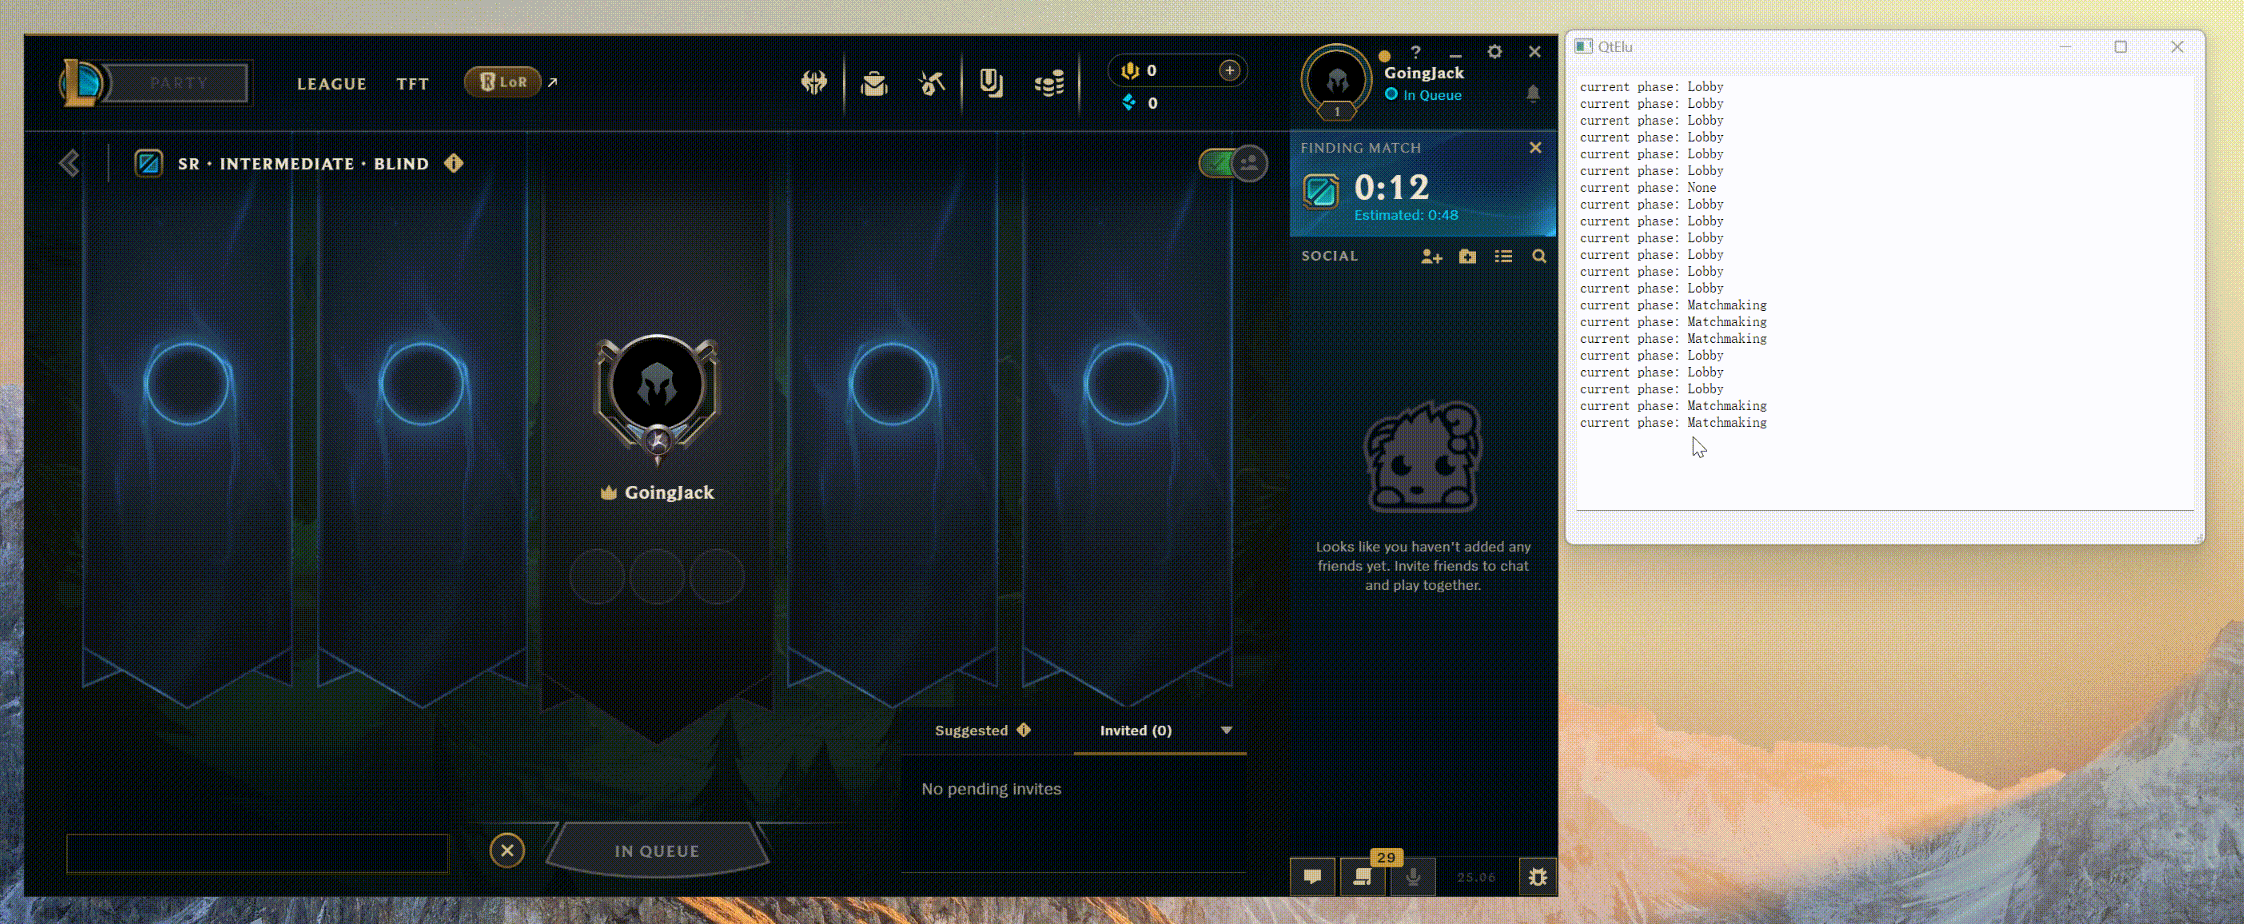 PARTY
LEAGUE
TFT
LoR
0
0
?
GoingJack
In Queue
1
SR • INTERMEDIATE • BLIND
FINDING MATCH
0:12
Estimated: 0:48
SOCIAL
GoingJack
Looks like you haven't added any
friends yet. Invite friends to chat
and play together.
Suggested
Invited (0)
No pending invites
IN QUEUE
29
25.06
QtElu
current phase: Lobby
current phase: Lobby
current phase: Lobby
current phase: Lobby
current phase: Lobby
current phase: Lobby
current phase: None
current phase: Lobby
current phase: Lobby
current phase: Lobby
current phase: Lobby
current phase: Lobby
current phase: Lobby
current phase: Matchmaking
current phase: Matchmaking
current phase: Matchmaking
current phase: Lobby
current phase: Lobby
current phase: Lobby
current phase: Matchmaking
current phase: Matchmaking